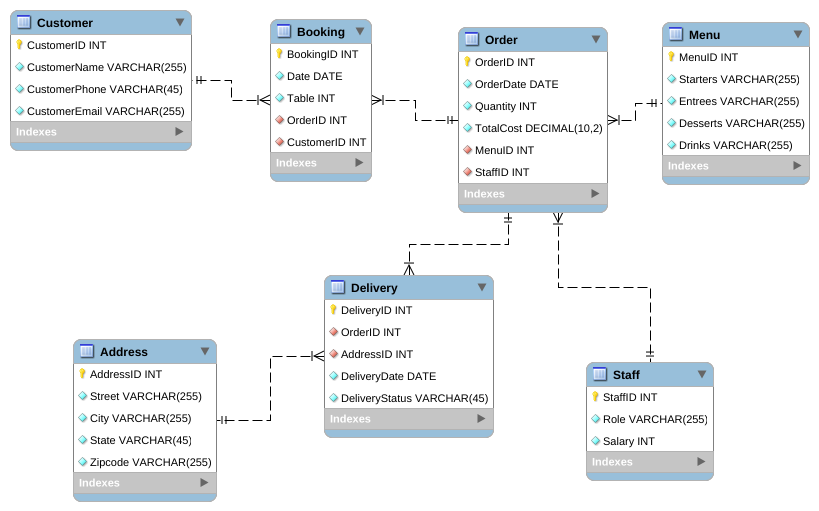 Customer
CustomerID INT
CustomerName VARCHAR(255)
CustomerPhone VARCHAR(45)
CustomerEmail VARCHAR(255)
Indexes
Booking
BookingID INT
Date DATE
Table INT
OrderID INT
CustomerID INT
Indexes
Order
OrderID INT
OrderDate DATE
Quantity INT
TotalCost DECIMAL(10,2)
MenuID INT
StaffID INT
Indexes
Menu
MenuID INT
Starters VARCHAR(255)
Entrees VARCHAR(255)
Desserts VARCHAR(255)
Drinks VARCHAR(255)
Indexes
Delivery
DeliveryID INT
OrderID INT
AddressID INT
DeliveryDate DATE
DeliveryStatus VARCHAR(45)
Indexes
Address
AddressID INT
Street VARCHAR(255)
City VARCHAR(255)
State VARCHAR(45)
Zipcode VARCHAR(255)
Indexes
Staff
StaffID INT
Role VARCHAR(255)
Salary INT
Indexes